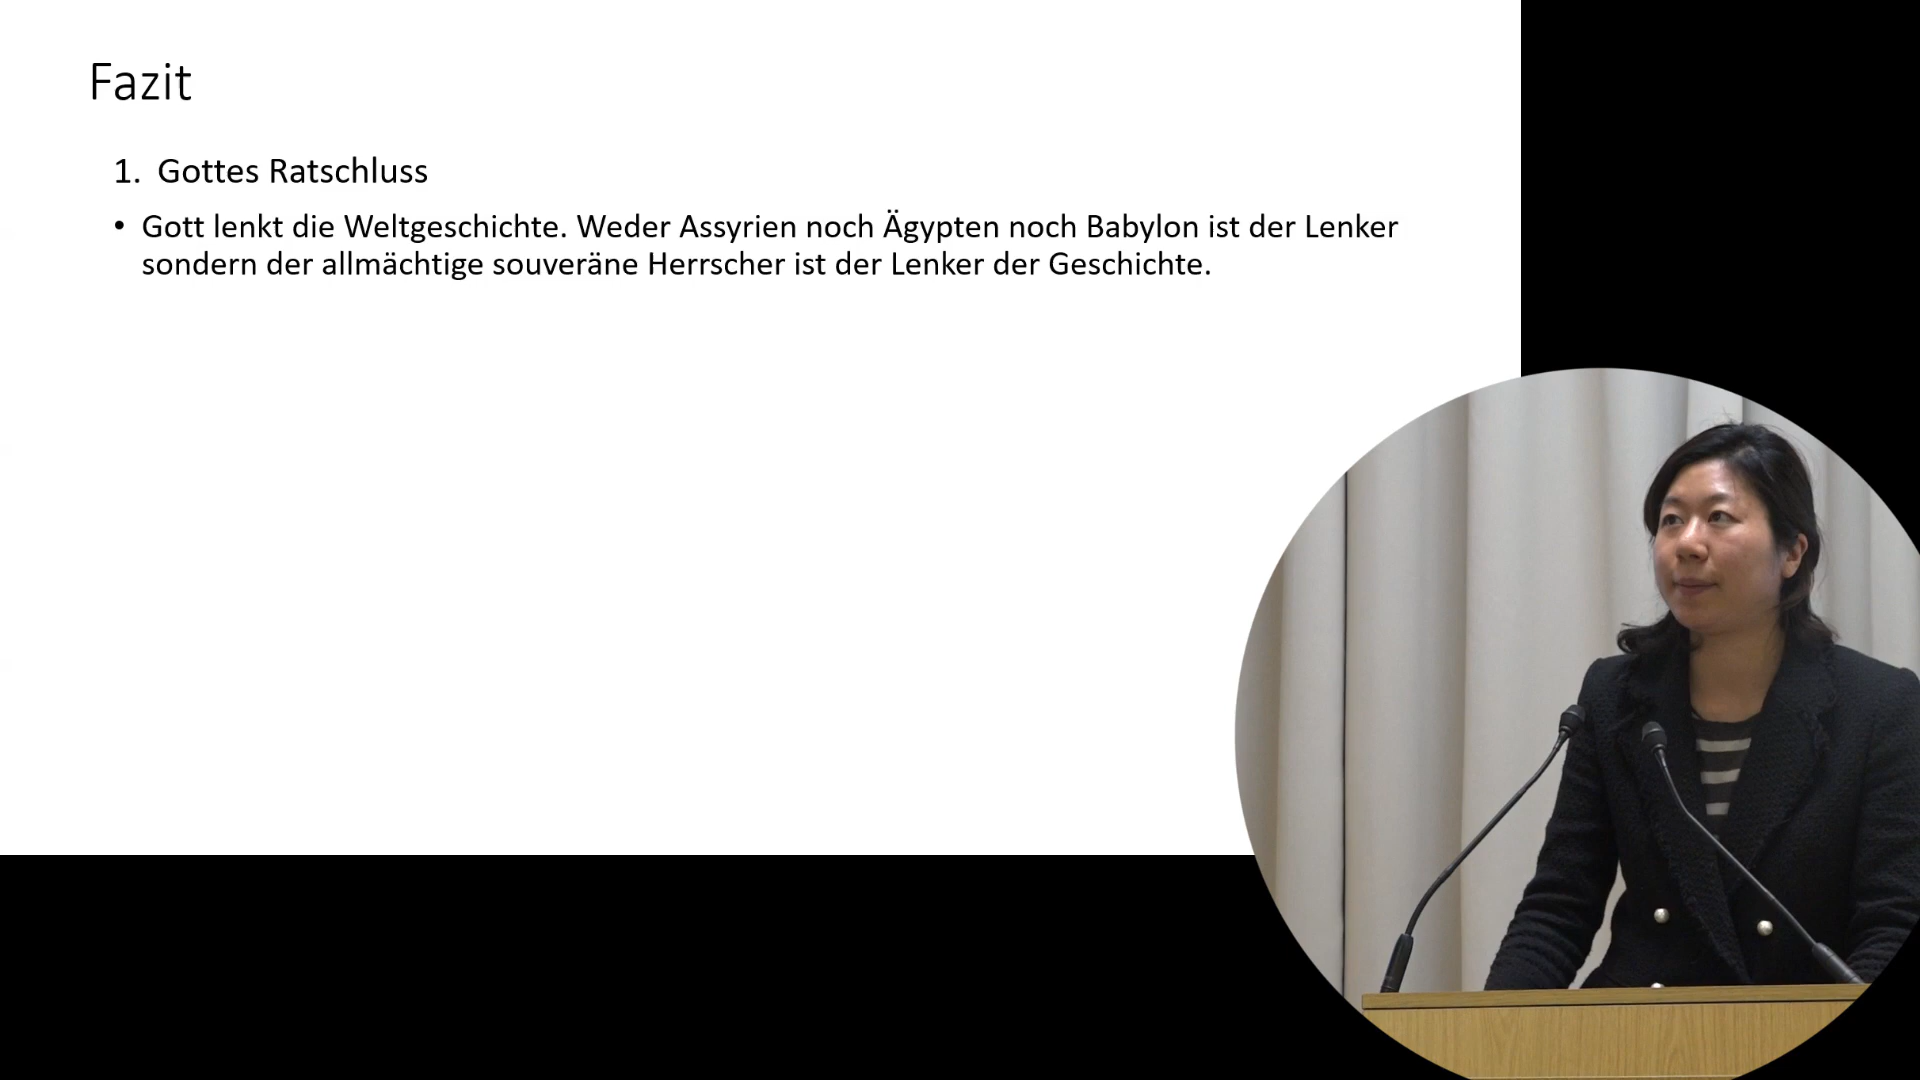 Fazit
1. Gottes Ratschluss
• Gott lenkt die Weltgeschichte. Weder Assyrien noch Ägypten noch Babylon ist der Lenker
sondern der allmächtige souveräne Herrscher ist der Lenker der Geschichte.